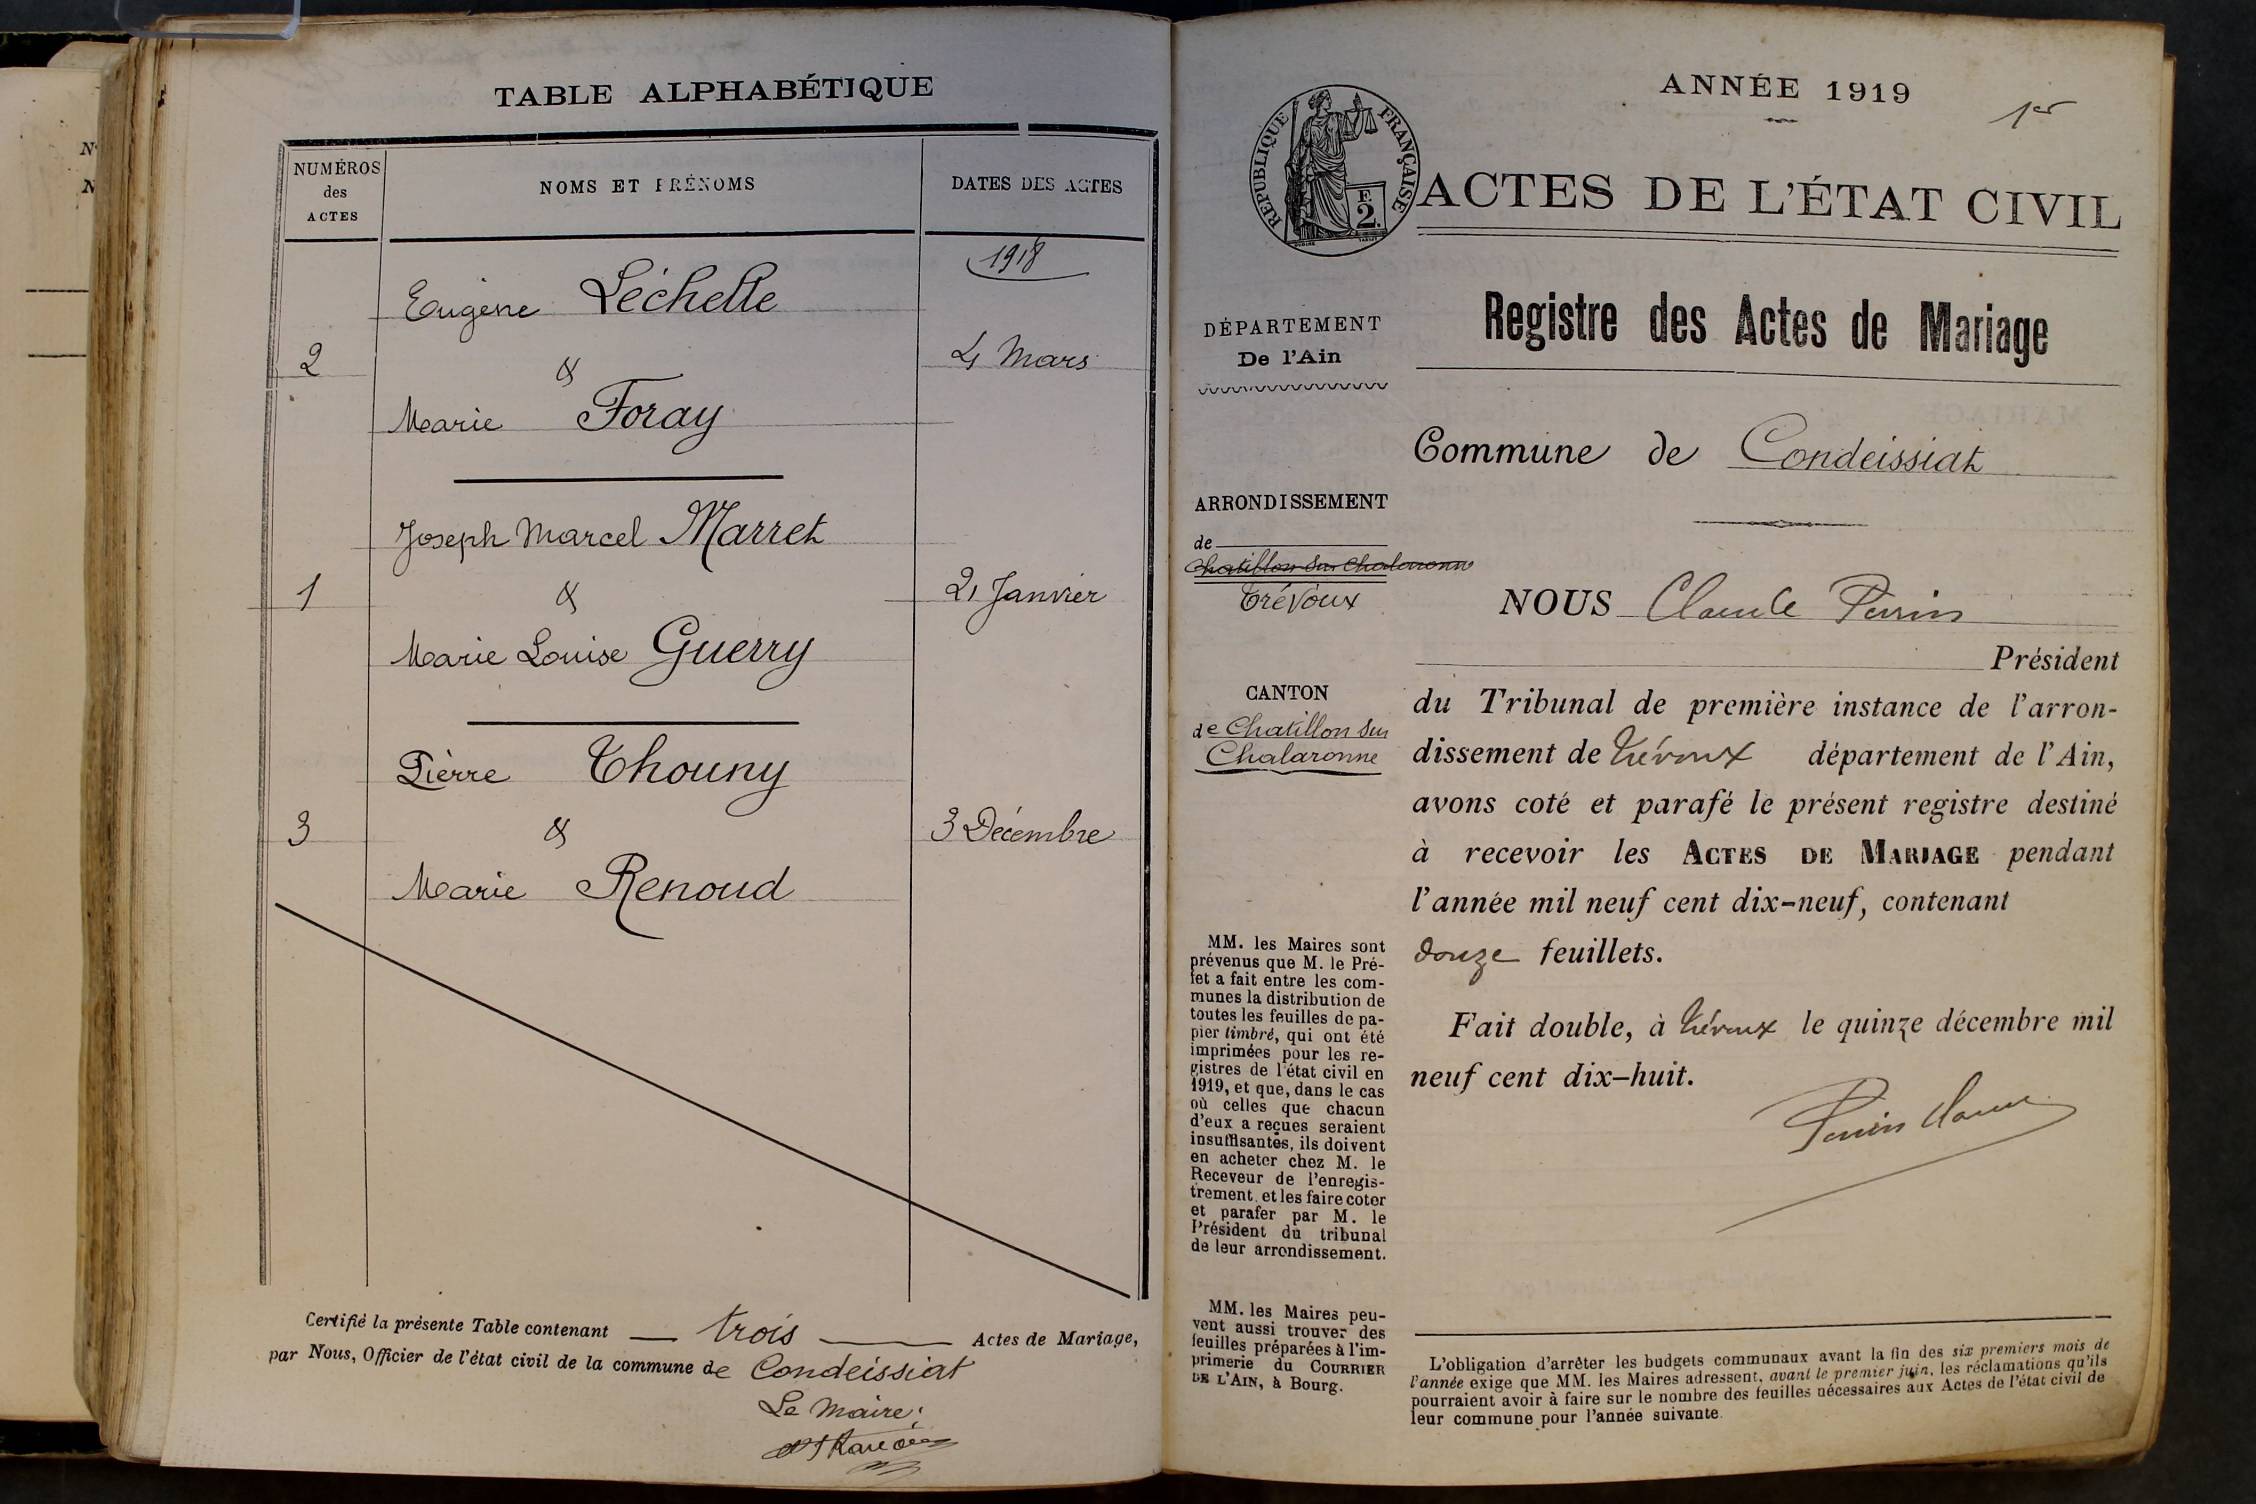 N
N
TABLE ALPHABÉTIQUE
NUMÉROS
des
ACTES
NOMS ET PRÉNOMS
DATES DES ACTES
1918
Eugène Léchelle
2 & 4 Mars
Marie Foray
Joseph Marcel Marret
1 & 21 Janvier
Marie Louise Guerry
Pièrre Thouny
3 & 3 Décembre
Marie Renoud
Certifié la présente Table contenant trois Actes de Mariage,
par Nous, Officier de l'état civil de la commune de Condeissiat
Le Maire :
ANNÉE 1919
1er
RÉPUBLIQUE FRANÇAISE
F.
2.
ACTES DE L'ÉTAT CIVIL
Registre des Actes de Mariage
DÉPARTEMENT
De l'Ain
Commune de Condeissiat
ARRONDISSEMENT
de
Chatillon sur Chalaronne
Trévoux
CANTON
de Chatillon sur
Chalaronne
NOUS Claude Perrin
Président
du Tribunal de première instance de l'arron-
dissement de Trévoux département de l'Ain,
avons coté et parafé le présent registre destiné
à recevoir les ACTES DE MARIAGE pendant
l'année mil neuf cent dix-neuf, contenant
douze feuillets.
Fait double, à Trévoux le quinze décembre mil
neuf cent dix-huit.
Perrin Claude
MM. les Maires sont
prévenus que M. le Pré-
fet a fait entre les com-
munes la distribution de
toutes les feuilles de pa-
pier timbré, qui ont été
imprimées pour les re-
gistres de l'état civil en
1919, et que, dans le cas
où celles que chacun
d'eux a reçues seraient
insuffisantes, ils doivent
en acheter chez M. le
Receveur de l'enregis-
trement, et les faire coter
et parafer par M. le
Président du tribunal
de leur arrondissement.
MM. les Maires peu-
vent aussi trouver des
feuilles préparées à l'im-
primerie du COURRIER
DE L'AIN, à Bourg.
L'obligation d'arrêter les budgets communaux avant la fin des six premiers mois de
l'année exige que MM. les Maires adressent, avant le premier juin, les réclamations qu'ils
pourraient avoir à faire sur le nombre des feuilles nécessaires aux Actes de l'état civil de
leur commune pour l'année suivante.